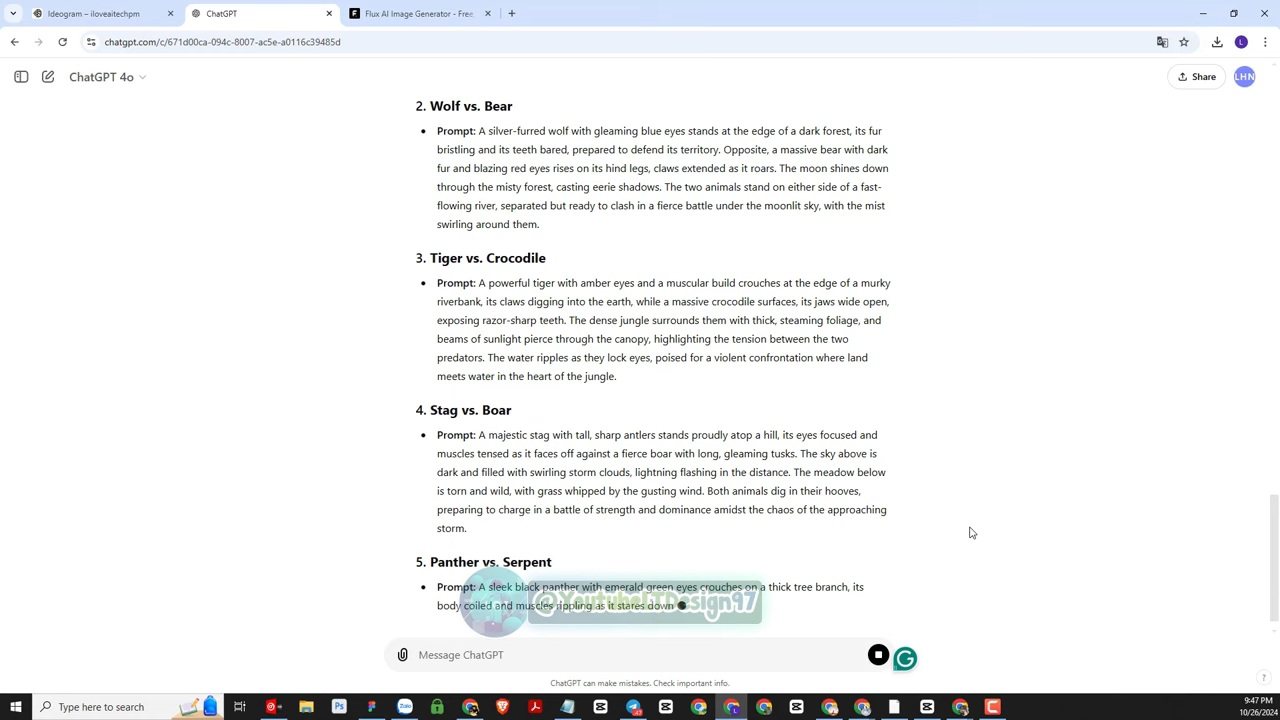 Ideogram – iloveaitechpm
ChatGPT
Flux AI Image Generator - Free
chatgpt.com/c/671d00ca-094c-8007-ac5e-a0116c39485d
ChatGPT 4o
Share
LHN
2. Wolf vs. Bear
Prompt: A silver-furred wolf with gleaming blue eyes stands at the edge of a dark forest, its fur
bristling and its teeth bared, prepared to defend its territory. Opposite, a massive bear with dark
fur and blazing red eyes rises on its hind legs, claws extended as it roars. The moon shines down
through the misty forest, casting eerie shadows. The two animals stand on either side of a fast-
flowing river, separated but ready to clash in a fierce battle under the moonlit sky, with the mist
swirling around them.
3. Tiger vs. Crocodile
Prompt: A powerful tiger with amber eyes and a muscular build crouches at the edge of a murky
riverbank, its claws digging into the earth, while a massive crocodile surfaces, its jaws wide open,
exposing razor-sharp teeth. The dense jungle surrounds them with thick, steaming foliage, and
beams of sunlight pierce through the canopy, highlighting the tension between the two
predators. The water ripples as they lock eyes, poised for a violent confrontation where land
meets water in the heart of the jungle.
4. Stag vs. Boar
Prompt: A majestic stag with tall, sharp antlers stands proudly atop a hill, its eyes focused and
muscles tensed as it faces off against a fierce boar with long, gleaming tusks. The sky above is
dark and filled with swirling storm clouds, lightning flashing in the distance. The meadow below
is torn and wild, with grass whipped by the gusting wind. Both animals dig in their hooves,
preparing to charge in a battle of strength and dominance amidst the chaos of the approaching
storm.
5. Panther vs. Serpent
Prompt: A sleek black panther with emerald green eyes crouches on a thick tree branch, its
body coiled and muscles rippling as it stares down
Message ChatGPT
ChatGPT can make mistakes. Check important info.
Type here to search
9:47 PM
10/26/2024